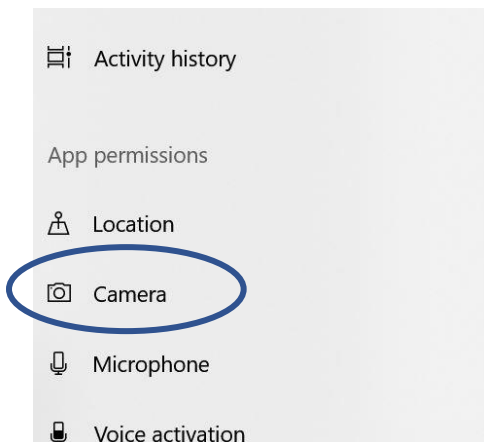 Activity history
App permissions
Location
Camera
Microphone
Voice activation